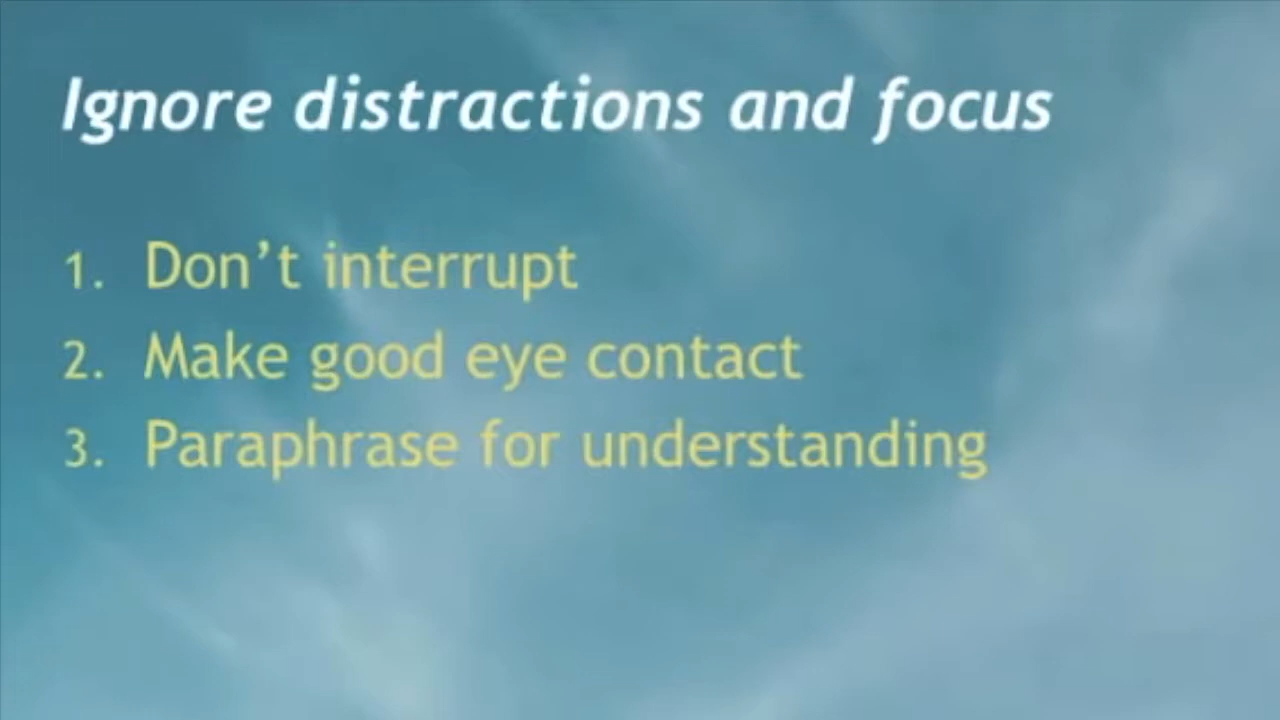 Ignore distractions and focus
1. Don’t interrupt
2. Make good eye contact
3. Paraphrase for understanding